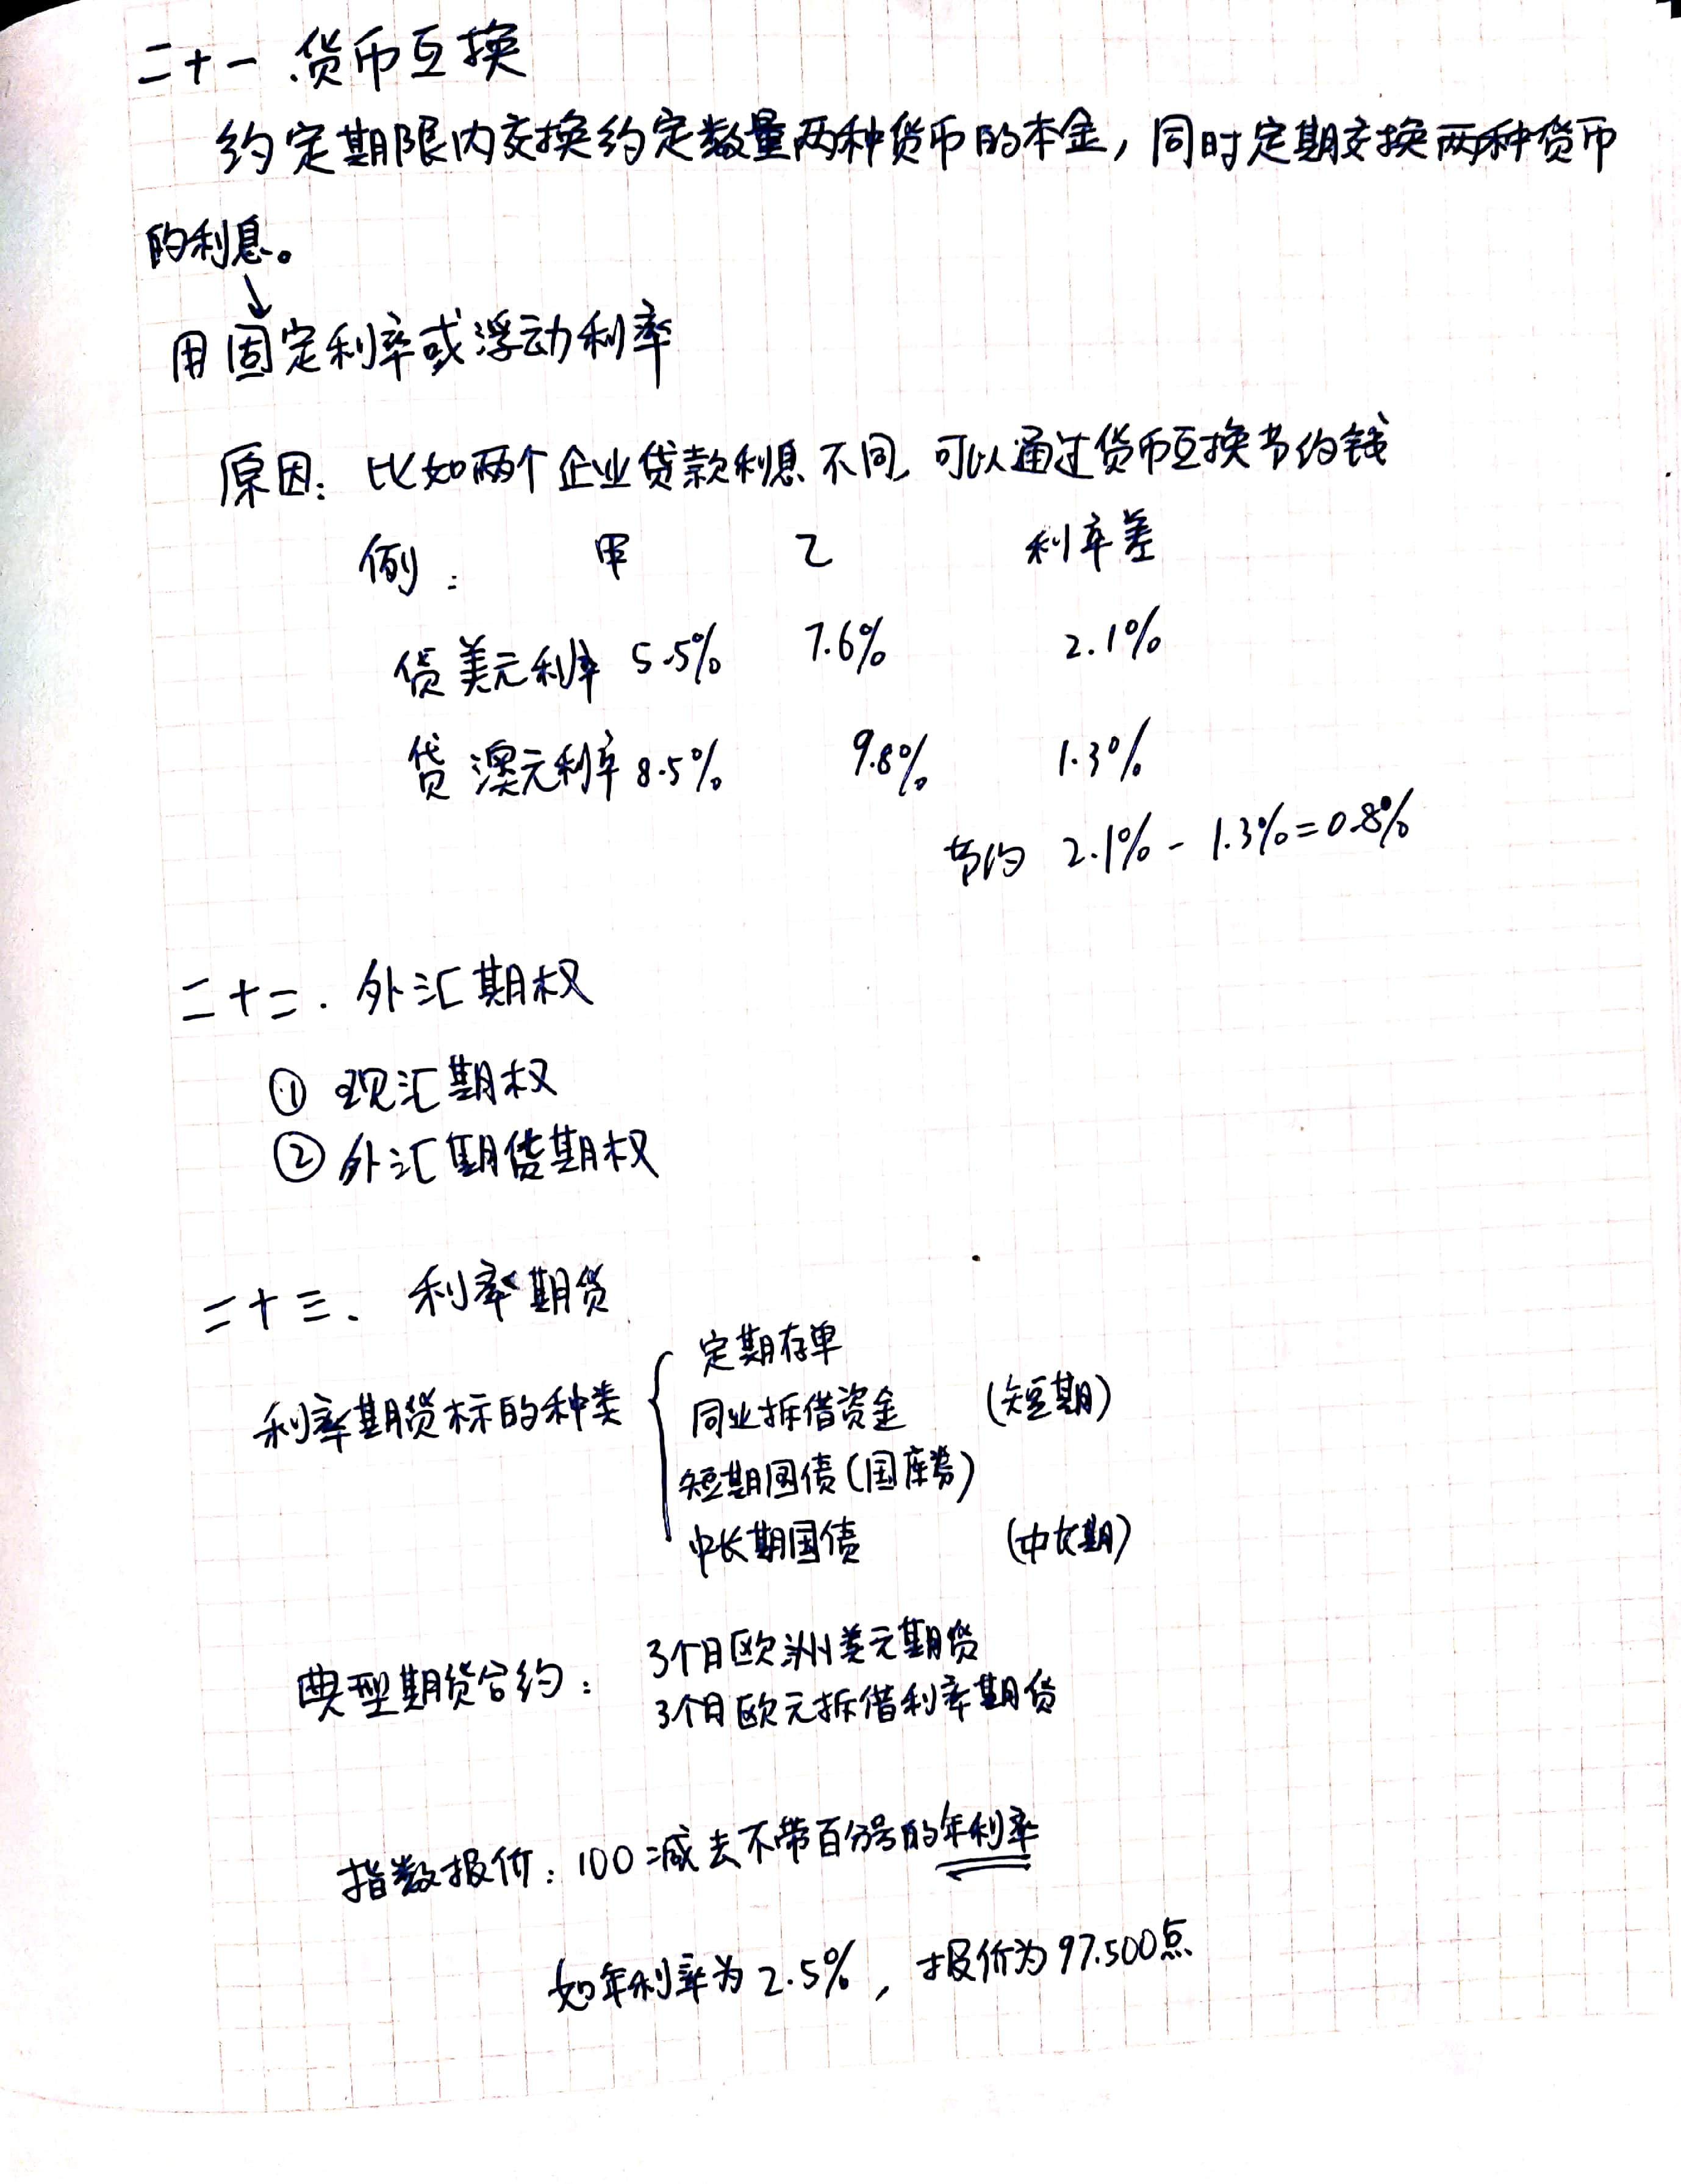 二十一.货币互换
约定期限内交换约定数量两种货币的本金，同时定期交换两种货币
的利息。
↓
用固定利率或浮动利率
原因：比如两个企业贷款利息不同，可以通过货币互换节约钱
例： 甲 乙 利率差
贷美元利率 5.5% 7.6% 2.1%
贷澳元利率 8.5% 9.8% 1.3%
节约 2.1% - 1.3% = 0.8%
二十二. 外汇期权
① 现汇期权
② 外汇期货期权
二十三、利率期货
利率期货标的种类
定期存单
同业拆借资金 (短期)
短期国债(国库券)
中长期国债 (中长期)
典型期货合约：
3个月欧洲美元期货
3个月欧元拆借利率期货
指数报价：100减去不带百分号的年利率
如年利率为2.5%，报价为97.500点